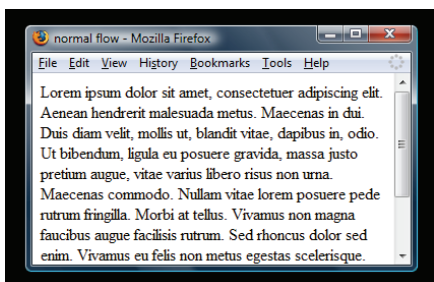 normal flow - Mozilla Firefox
File Edit View History Bookmarks Tools Help
Lorem ipsum dolor sit amet, consectetuer adipiscing elit.
Aenean hendrerit malesuada metus. Maecenas in dui.
Duis diam velit, mollis ut, blandit vitae, dapibus in, odio.
Ut bibendum, ligula eu posuere gravida, massa justo
pretium augue, vitae varius libero risus non urna.
Maecenas commodo. Nullam vitae lorem posuere pede
rutrum fringilla. Morbi at tellus. Vivamus non magna
faucibus augue facilisis rutrum. Sed rhoncus dolor sed
enim. Vivamus eu felis non metus egestas scelerisque.